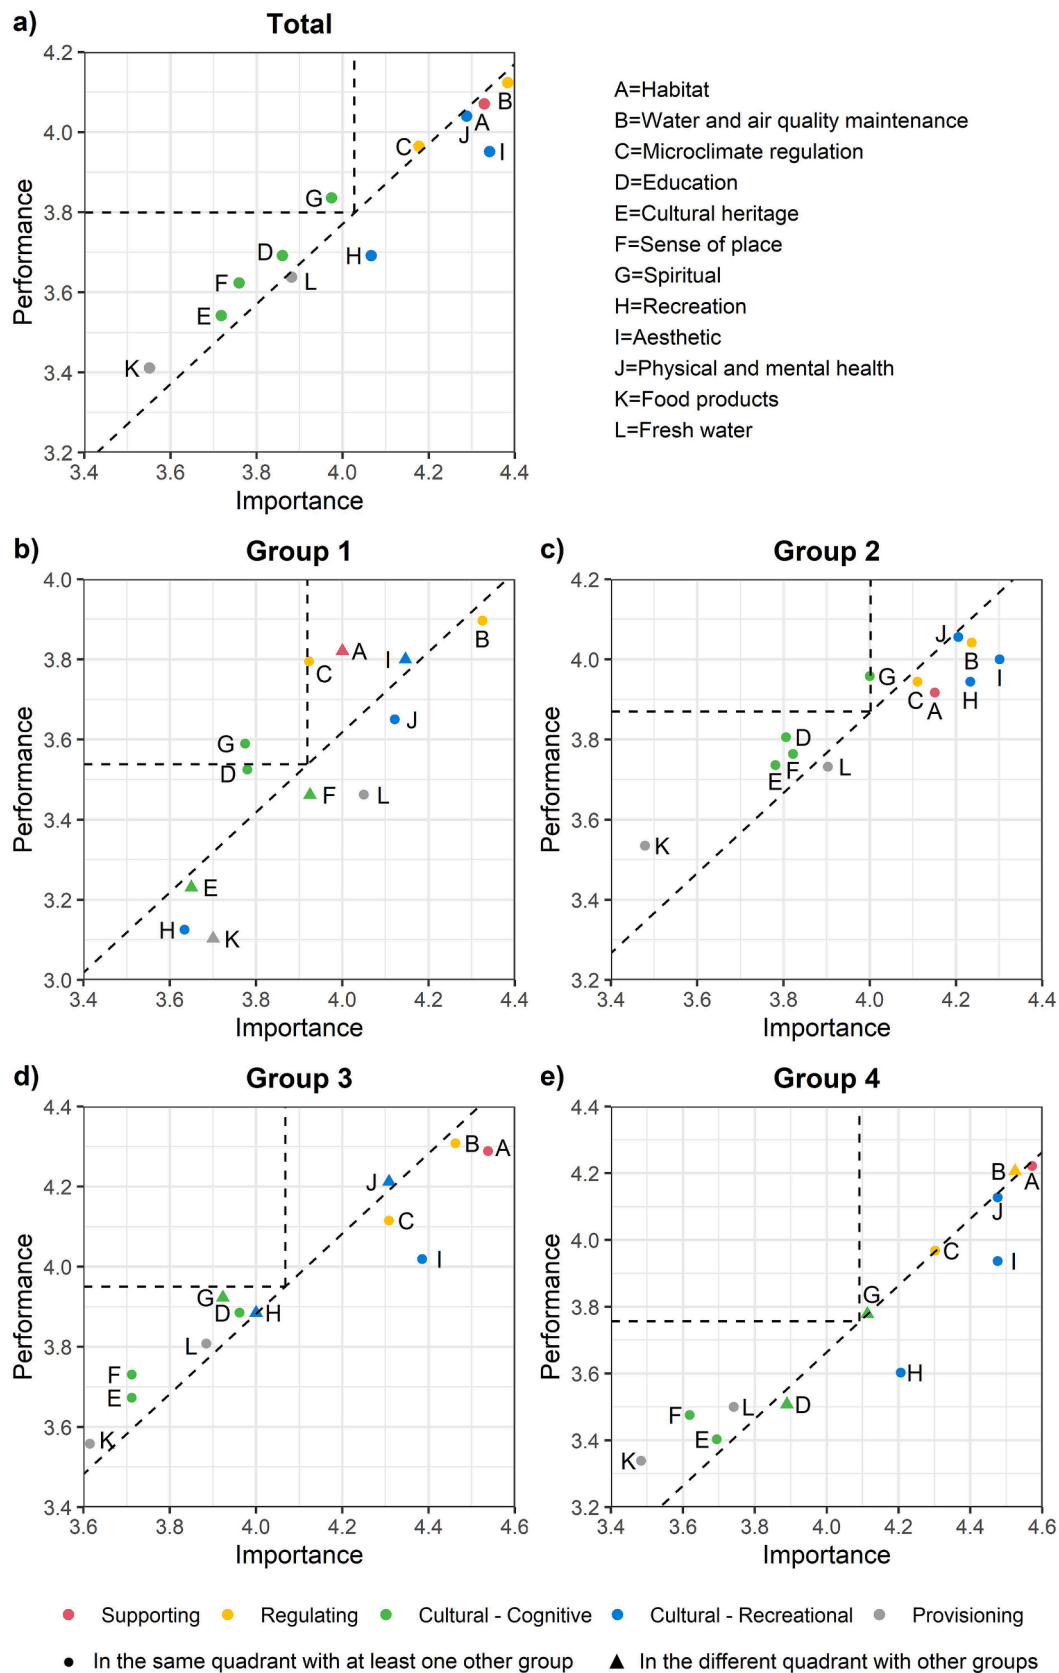 a)
Total
4.2
4.0
3.8
3.6
3.4
3.2
3.4
3.6
3.8
4.0
4.2
4.4
Performance
Importance
B
A
J
I
C
G
D
H
F
L
E
K
A=Habitat
B=Water and air quality maintenance
C=Microclimate regulation
D=Education
E=Cultural heritage
F=Sense of place
G=Spiritual
H=Recreation
I=Aesthetic
J=Physical and mental health
K=Food products
L=Fresh water
b)
Group 1
4.0
3.8
3.6
3.4
3.2
3.0
3.4
3.6
3.8
4.0
4.2
4.4
Performance
Importance
B
A
I
C
J
G
D
F
L
E
H
K
c)
Group 2
4.2
4.0
3.8
3.6
3.4
3.2
3.4
3.6
3.8
4.0
4.2
4.4
Performance
Importance
J
B
I
G
C
A
H
D
F
E
L
K
d)
Group 3
4.4
4.2
4.0
3.8
3.6
3.4
3.6
3.8
4.0
4.2
4.4
4.6
Performance
Importance
B
A
J
C
I
G
D
H
L
F
E
K
e)
Group 4
4.4
4.2
4.0
3.8
3.6
3.4
3.2
3.4
3.6
3.8
4.0
4.2
4.4
4.6
Performance
Importance
B
A
J
C
I
G
H
D
L
F
E
K
Supporting Regulating Cultural - Cognitive Cultural - Recreational Provisioning
In the same quadrant with at least one other group In the different quadrant with other groups